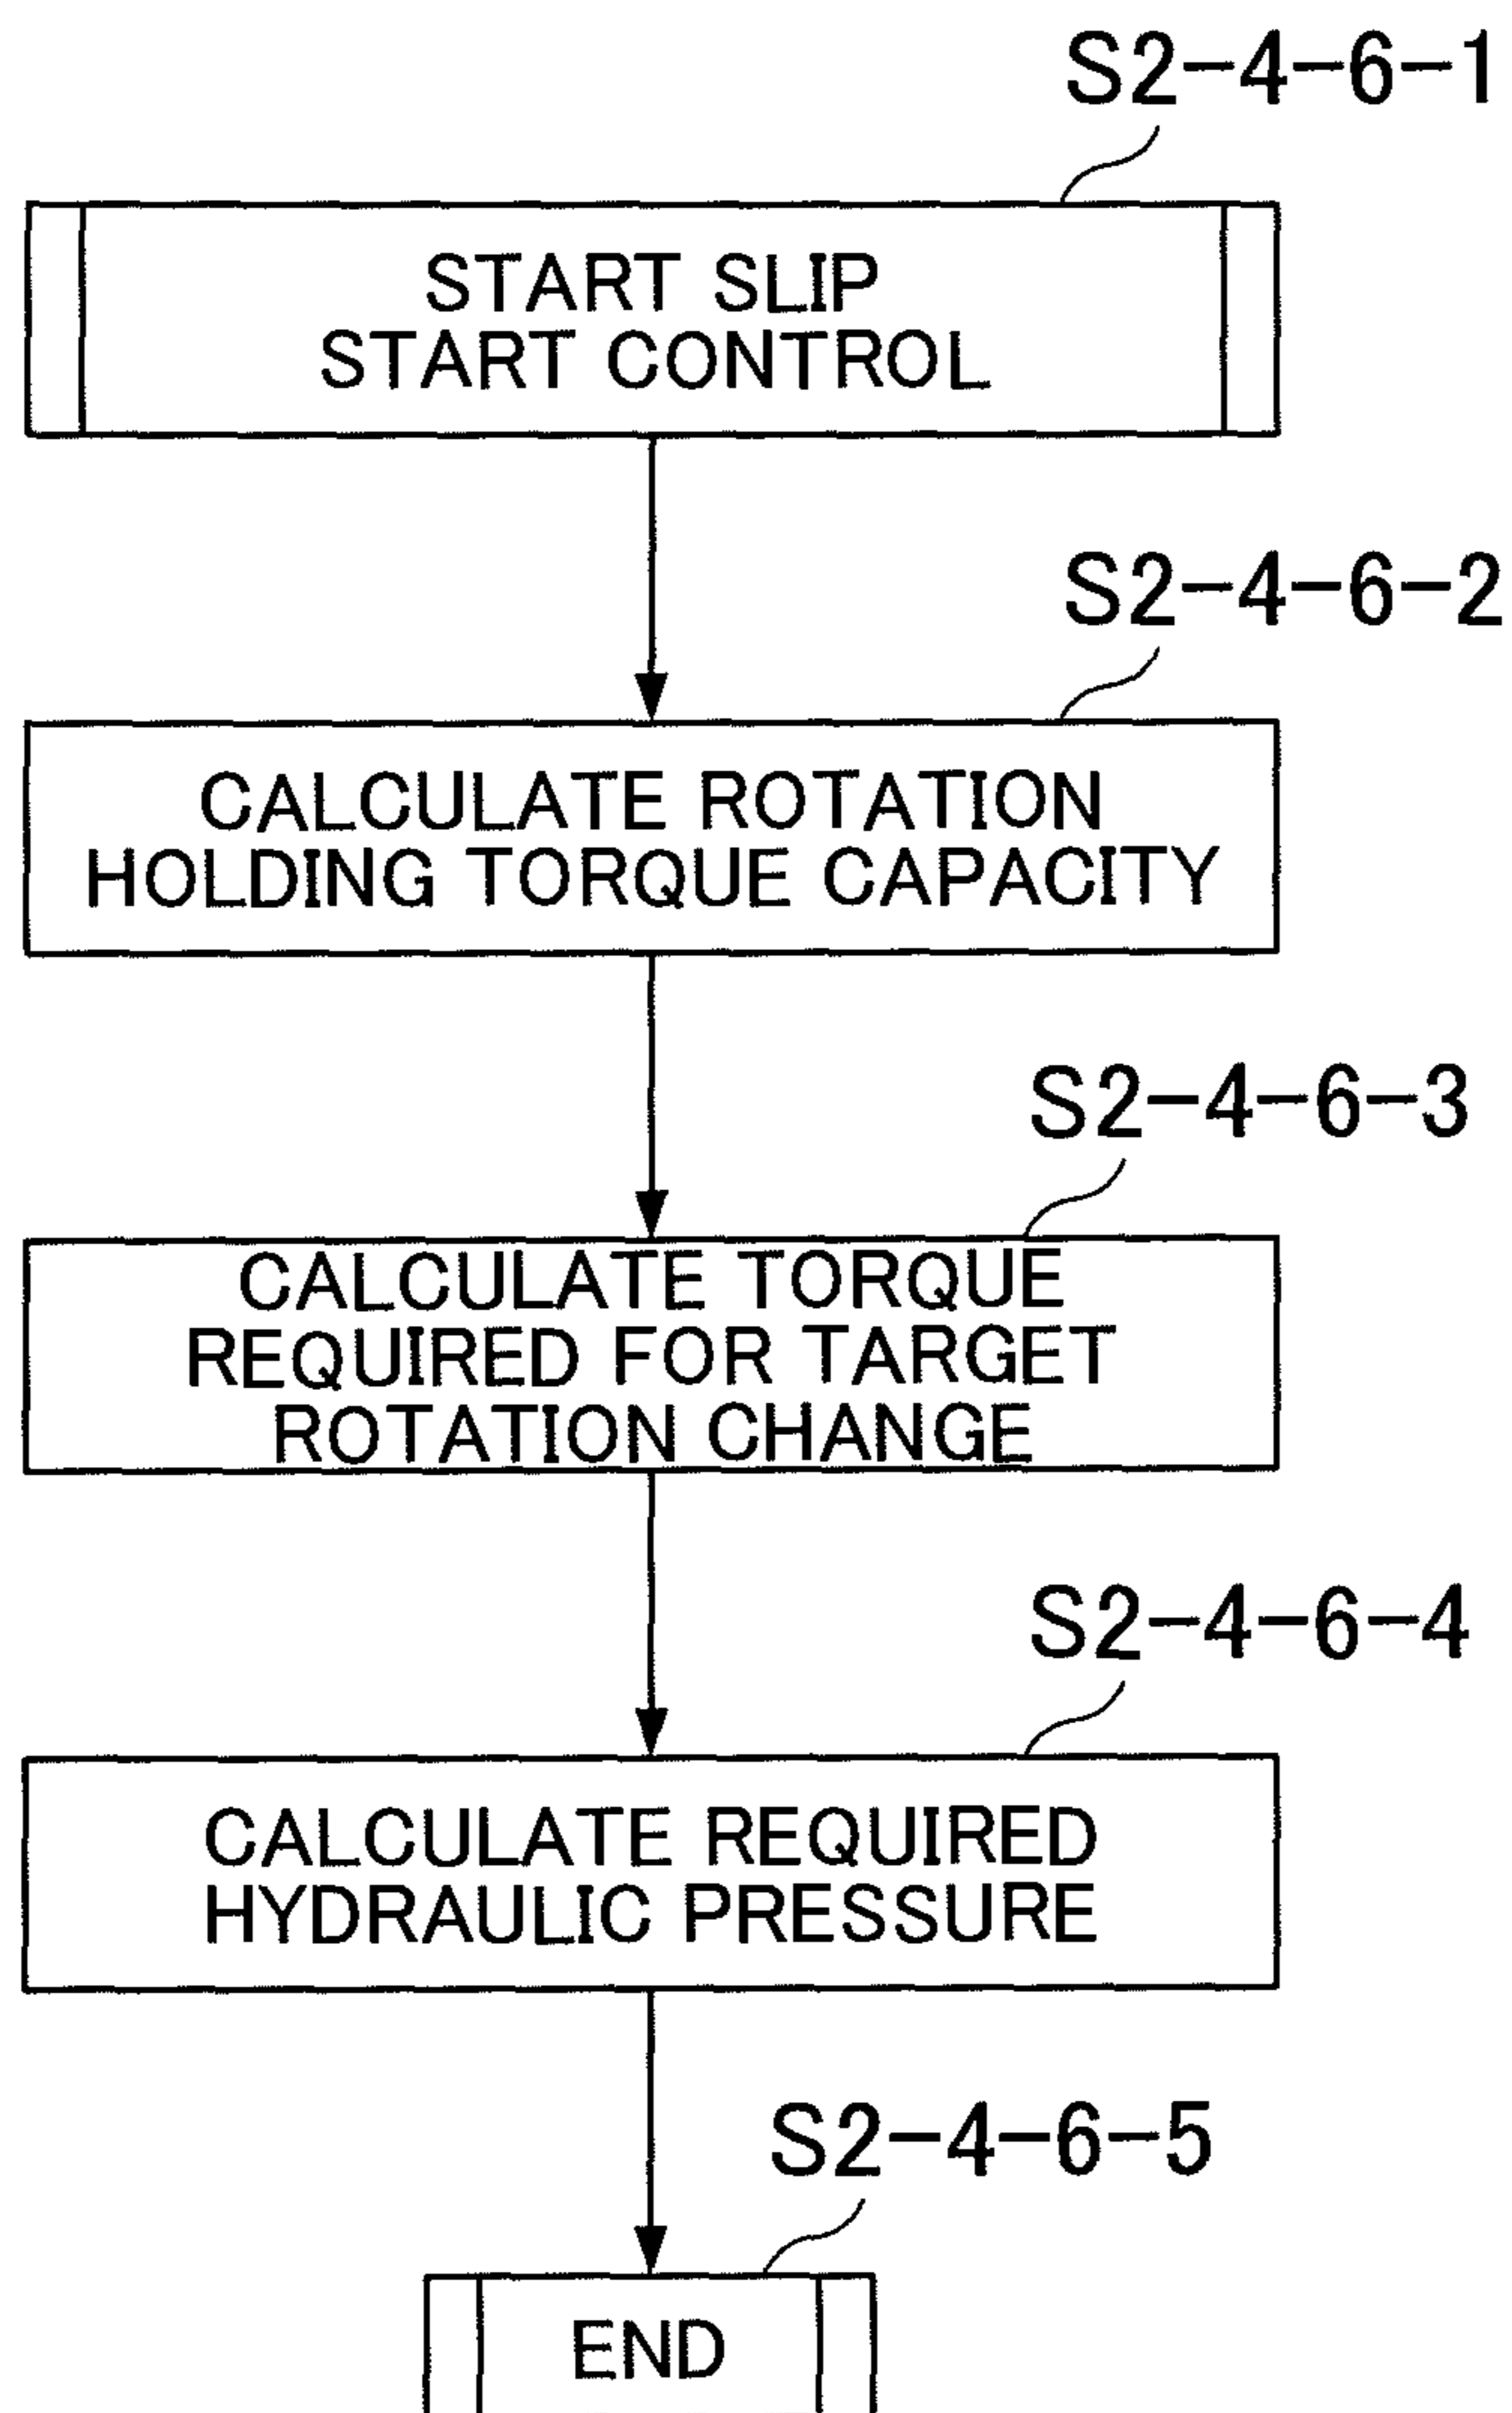 S2-4-6-1
START SLIP
START CONTROL
S2-4-6-2
CALCULATE ROTATION
HOLDING TORQUE CAPACITY
S2-4-6-3
CALCULATE TORQUE
REQUIRED FOR TARGET
ROTATION CHANGE
S2-4-6-4
CALCULATE REQUIRED
HYDRAULIC PRESSURE
S2-4-6-5
END